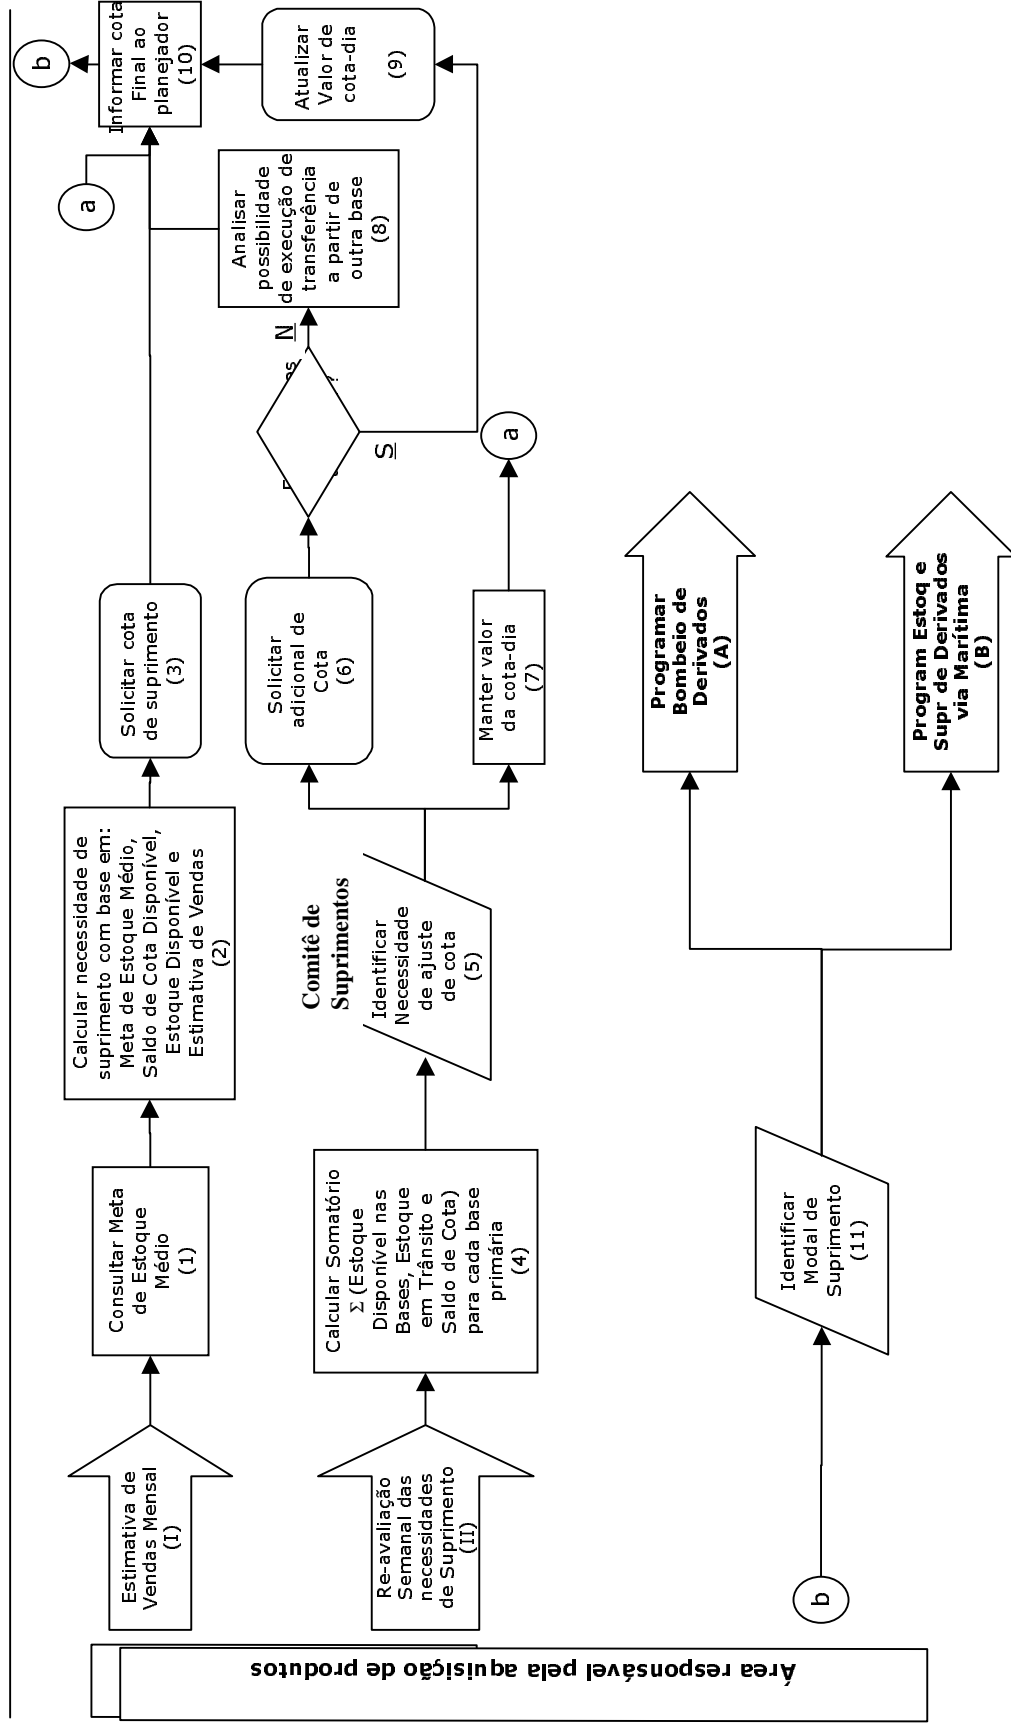 Área responsável pela aquisição de produtos
Estimativa de
Vendas Mensal
(I)
Consultar Meta
de Estoque
Médio
(1)
Calcular necessidade de
suprimento com base em:
Meta de Estoque Médio,
Saldo de Cota Disponível,
Estoque Disponível e
Estimativa de Vendas
(2)
Solicitar cota
de suprimento
(3)
a
Informar cota
Final ao
planejador
(10)
b
Re-avaliação
Semanal das
necessidades
de Suprimento
(II)
Calcular Somatório
Σ (Estoque
Disponível nas
Bases, Estoque
em Trânsito e
Saldo de Cota)
para cada base
primária
(4)
Comitê de
Suprimentos
Identificar
Necessidade
de ajuste
de cota
(5)
Solicitar
adicional de
Cota
(6)
N
S
Analisar
possibilidade
de execução de
transferência
a partir de
outra base
(8)
Atualizar
Valor de
cota-dia
(9)
Manter valor
da cota-dia
(7)
a
b
Identificar
Modal de
Suprimento
(11)
Programar
Bombeio de
Derivados
(A)
Program Estoq e
Supr de Derivados
via Marítima
(B)